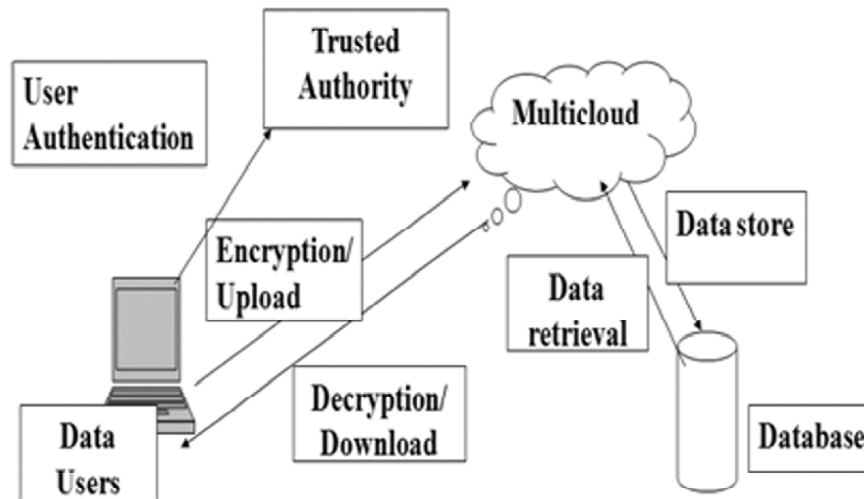 Trusted
Authority
User
Authentication
Multicloud
Encryption/
Upload
Data store
Data
retrieval
Decryption/
Download
Data
Users
Database